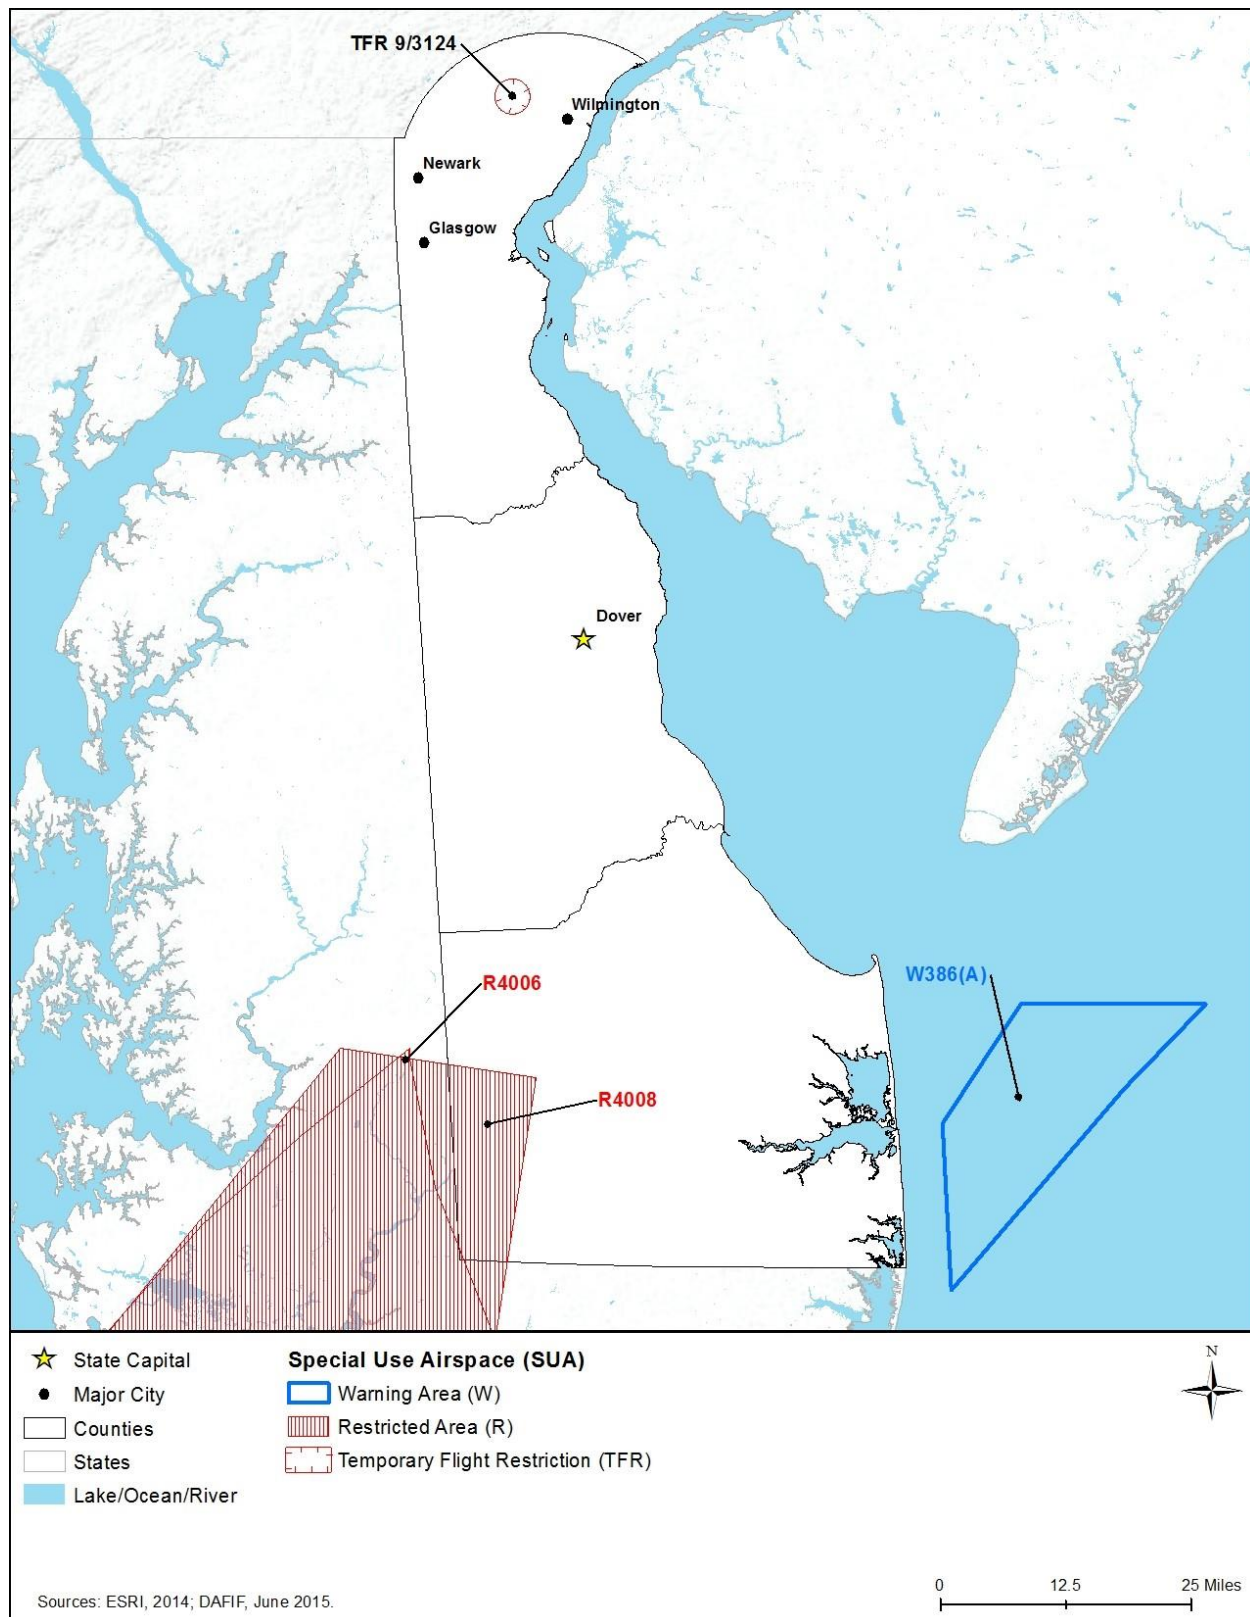 TFR 9/3124
Wilmington
Newark
Glasgow
Dover
W386(A)
R4006
R4008
State Capital
Major City
Counties
States
Lake/Ocean/River
Special Use Airspace (SUA)
Warning Area (W)
Restricted Area (R)
Temporary Flight Restriction (TFR)
N
Sources: ESRI, 2014; DAFIF, June 2015.
0 12.5 25 Miles